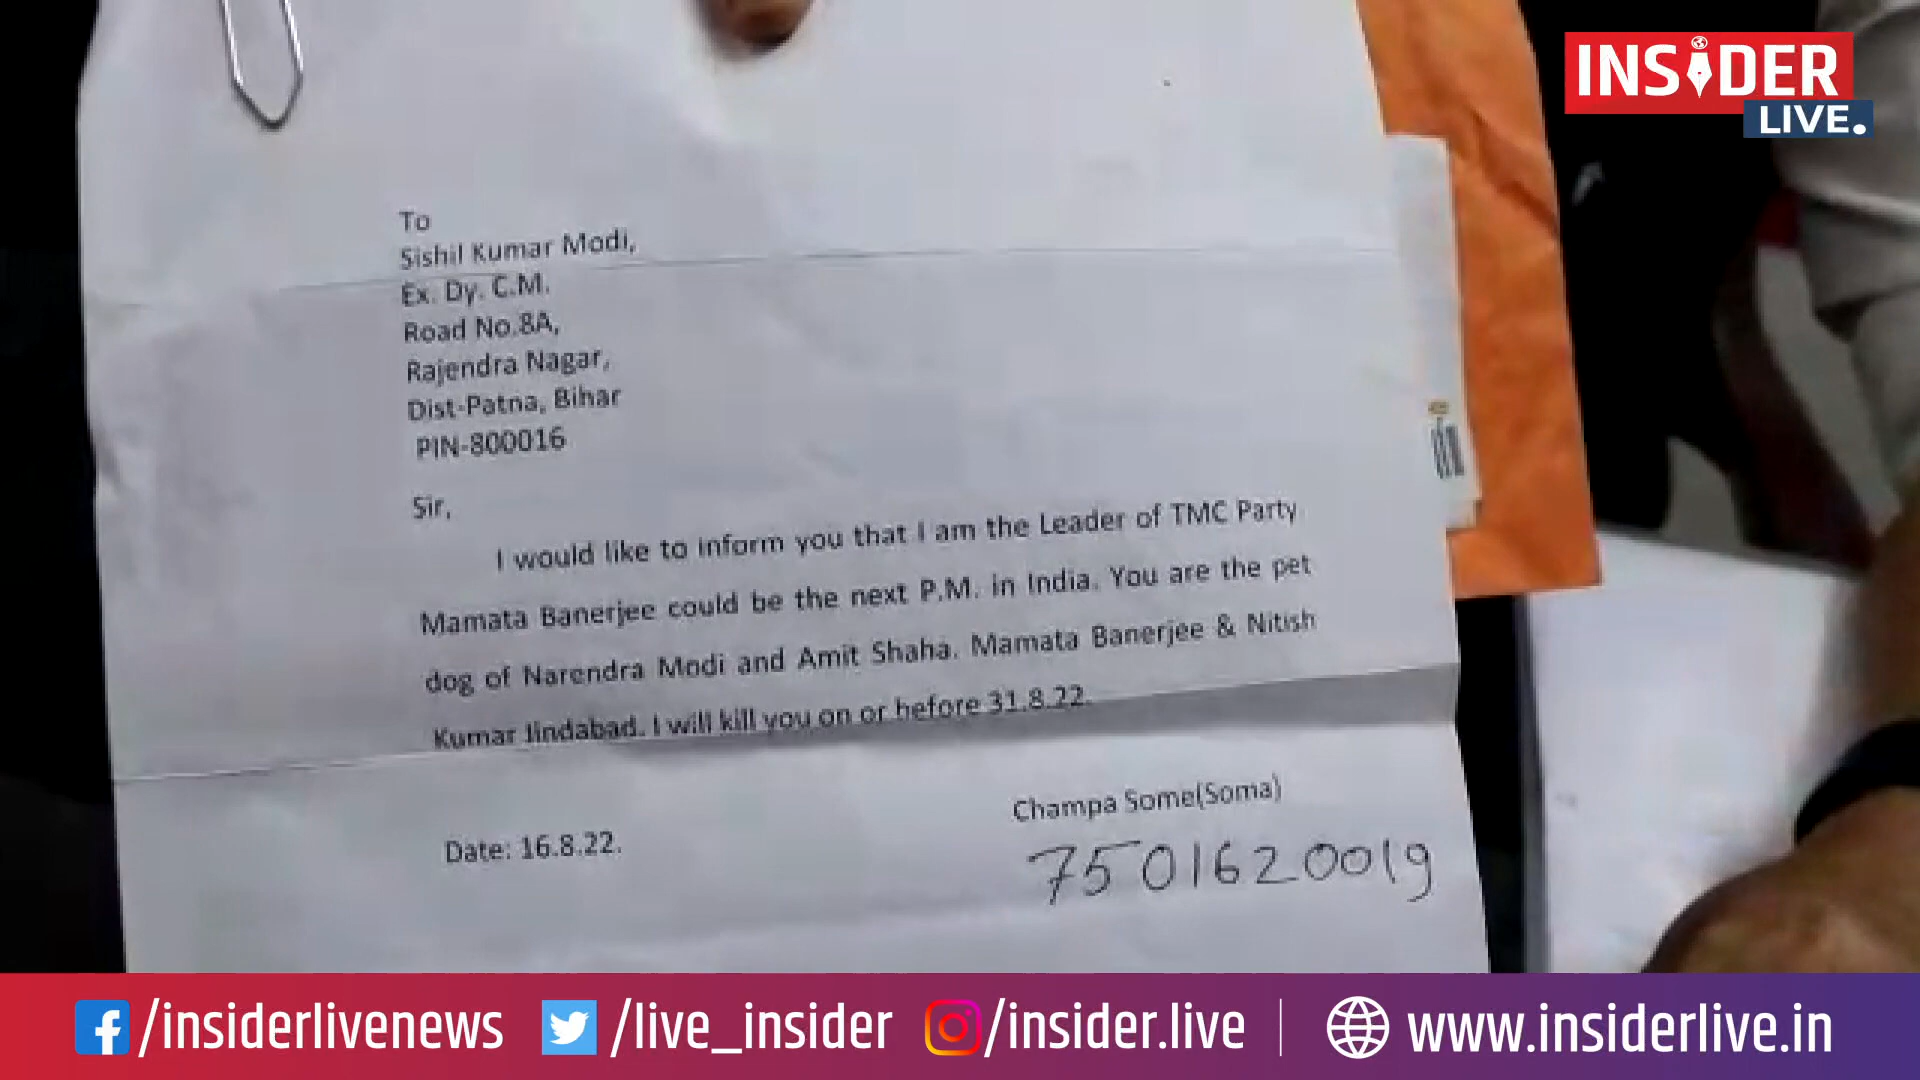 INSiDER
LIVE.
To
Sishil Kumar Modi,
Ex. Dy. C.M.
Road No.8A,
Rajendra Nagar,
Dist-Patna, Bihar
PIN-800016
Sir,
I would like to inform you that I am the Leader of TMC Party
Mamata Banerjee could be the next P.M. in India. You are the pet
dog of Narendra Modi and Amit Shaha. Mamata Banerjee & Nitish
Kumar Jindabad. I will kill you on or before 31.8.22.
Champa Some(Soma)
Date: 16.8.22.
7501620019
/insiderlivenews /live_insider /insider.live www.insiderlive.in